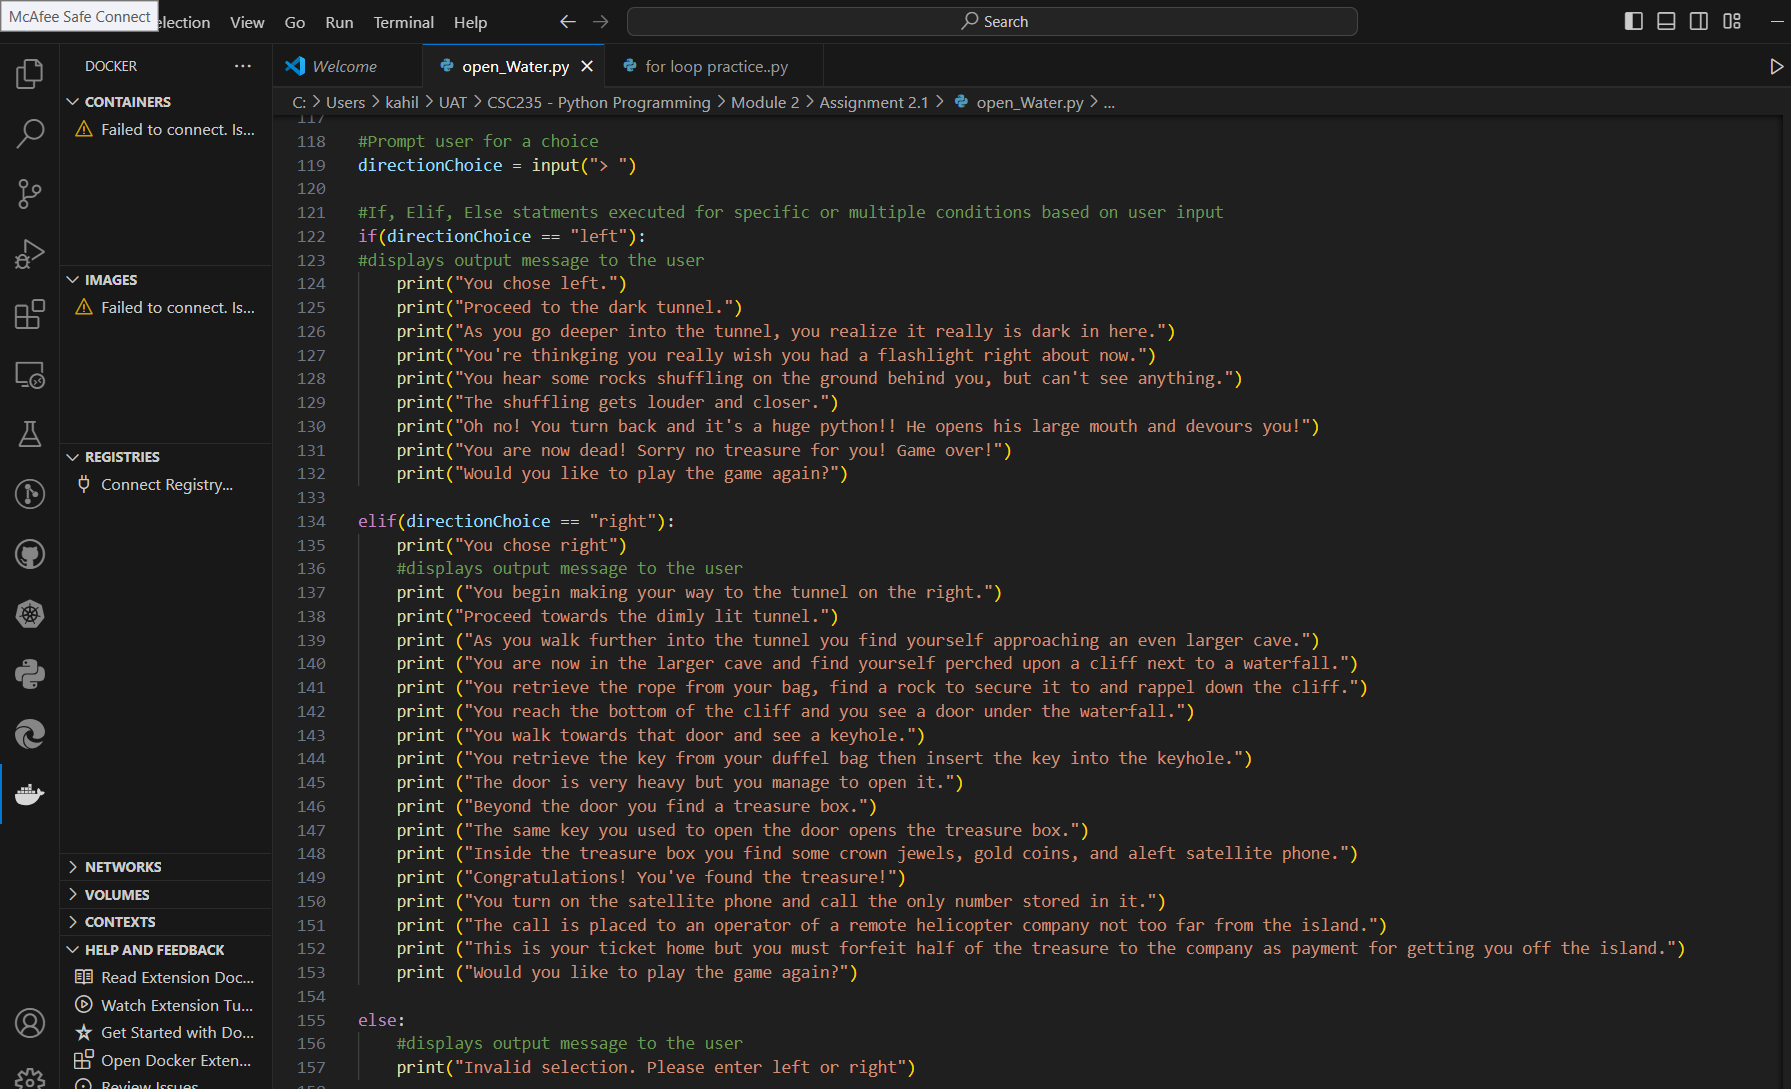 McAfee Safe Connect
election View Go Run Terminal Help Search
DOCKER
CONTAINERS
Failed to connect. Is...
IMAGES
Failed to connect. Is...
REGISTRIES
Connect Registry...
NETWORKS
VOLUMES
CONTEXTS
HELP AND FEEDBACK
Read Extension Doc...
Watch Extension Tu...
Get Started with Do...
Open Docker Exten...
Review Issues
Welcome open_Water.py for loop practice..py
C: > Users > kahil > UAT > CSC235 - Python Programming > Module 2 > Assignment 2.1 > open_Water.py > ...
117
118 #Prompt user for a choice
119 directionChoice = input("> ")
120
121 #If, Elif, Else statments executed for specific or multiple conditions based on user input
122 if(directionChoice == "left"):
123 #displays output message to the user
124     print("You chose left.")
125     print("Proceed to the dark tunnel.")
126     print("As you go deeper into the tunnel, you realize it really is dark in here.")
127     print("You're thinkging you really wish you had a flashlight right about now.")
128     print("You hear some rocks shuffling on the ground behind you, but can't see anything.")
129     print("The shuffling gets louder and closer.")
130     print("Oh no! You turn back and it's a huge python!! He opens his large mouth and devours you!")
131     print("You are now dead! Sorry no treasure for you! Game over!")
132     print("Would you like to play the game again?")
133
134 elif(directionChoice == "right"):
135     print("You chose right")
136     #displays output message to the user
137     print ("You begin making your way to the tunnel on the right.")
138     print("Proceed towards the dimly lit tunnel.")
139     print ("As you walk further into the tunnel you find yourself approaching an even larger cave.")
140     print ("You are now in the larger cave and find yourself perched upon a cliff next to a waterfall.")
141     print ("You retrieve the rope from your bag, find a rock to secure it to and rappel down the cliff.")
142     print ("You reach the bottom of the cliff and you see a door under the waterfall.")
143     print ("You walk towards that door and see a keyhole.")
144     print ("You retrieve the key from your duffel bag then insert the key into the keyhole.")
145     print ("The door is very heavy but you manage to open it.")
146     print ("Beyond the door you find a treasure box.")
147     print ("The same key you used to open the door opens the treasure box.")
148     print ("Inside the treasure box you find some crown jewels, gold coins, and aleft satellite phone.")
149     print ("Congratulations! You've found the treasure!")
150     print ("You turn on the satellite phone and call the only number stored in it.")
151     print ("The call is placed to an operator of a remote helicopter company not too far from the island.")
152     print ("This is your ticket home but you must forfeit half of the treasure to the company as payment for getting you off the island.")
153     print ("Would you like to play the game again?")
154
155 else:
156     #displays output message to the user
157     print("Invalid selection. Please enter left or right")